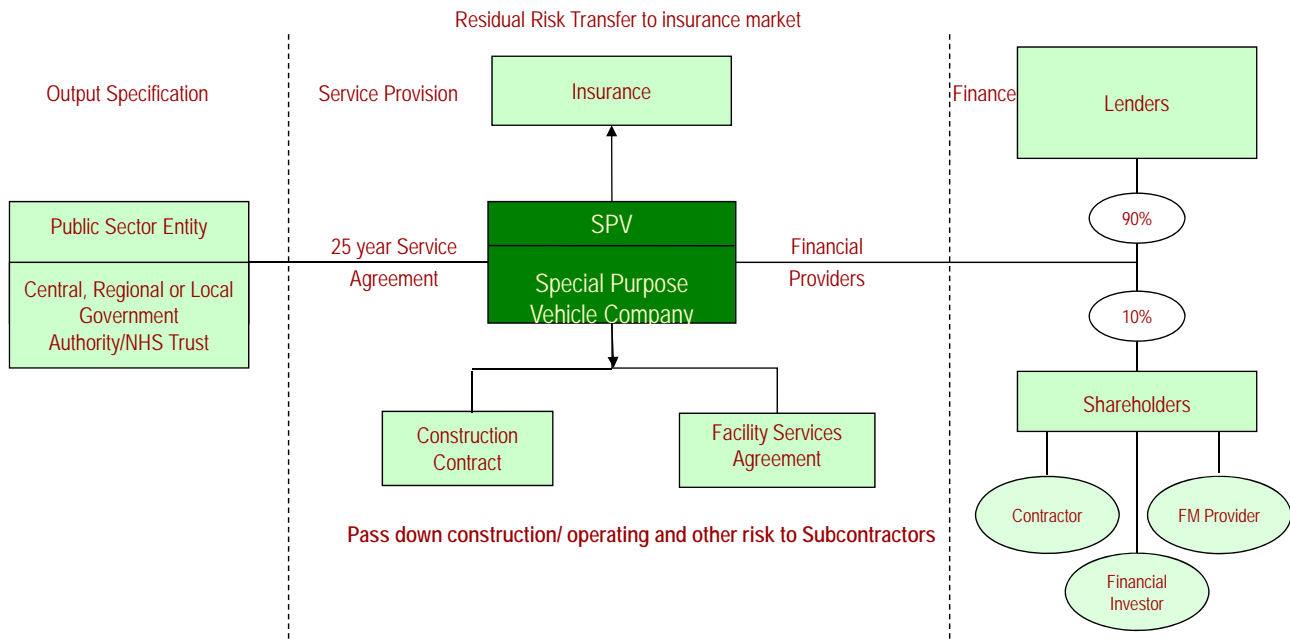 Residual Risk Transfer to insurance market
Output Specification
Service Provision
Insurance
Finance
Lenders
Public Sector Entity
Central, Regional or Local
Government
Authority/NHS Trust
25 year Service
Agreement
SPV
Special Purpose
Vehicle Company
Financial
Providers
90%
10%
Shareholders
Construction
Contract
Facility Services
Agreement
Contractor
FM Provider
Financial
Investor
Pass down construction/ operating and other risk to Subcontractors